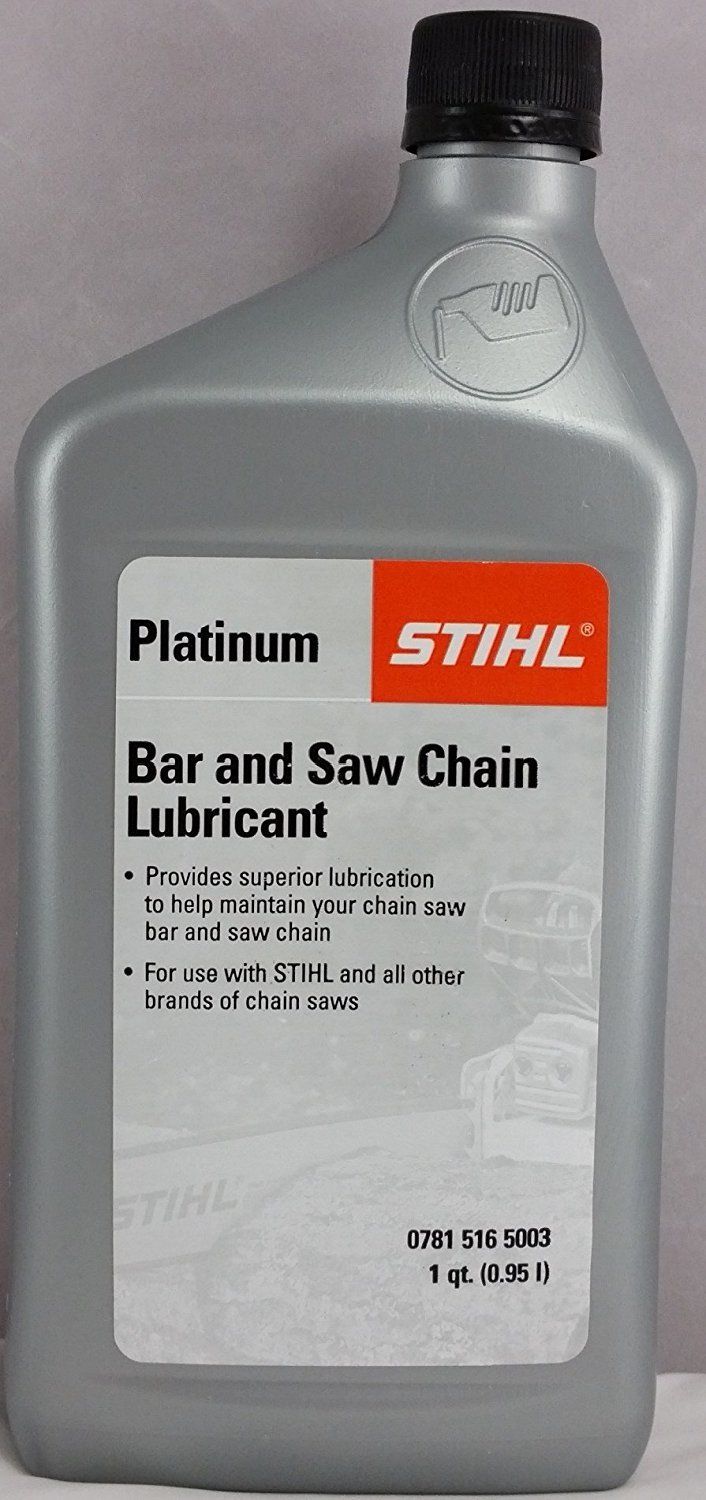 Platinum
STIHL®
Bar and Saw Chain
Lubricant
• Provides superior lubrication
to help maintain your chain saw
bar and saw chain
• For use with STIHL and all other
brands of chain saws
STIHL
0781 516 5003
1 qt. (0.95 l)